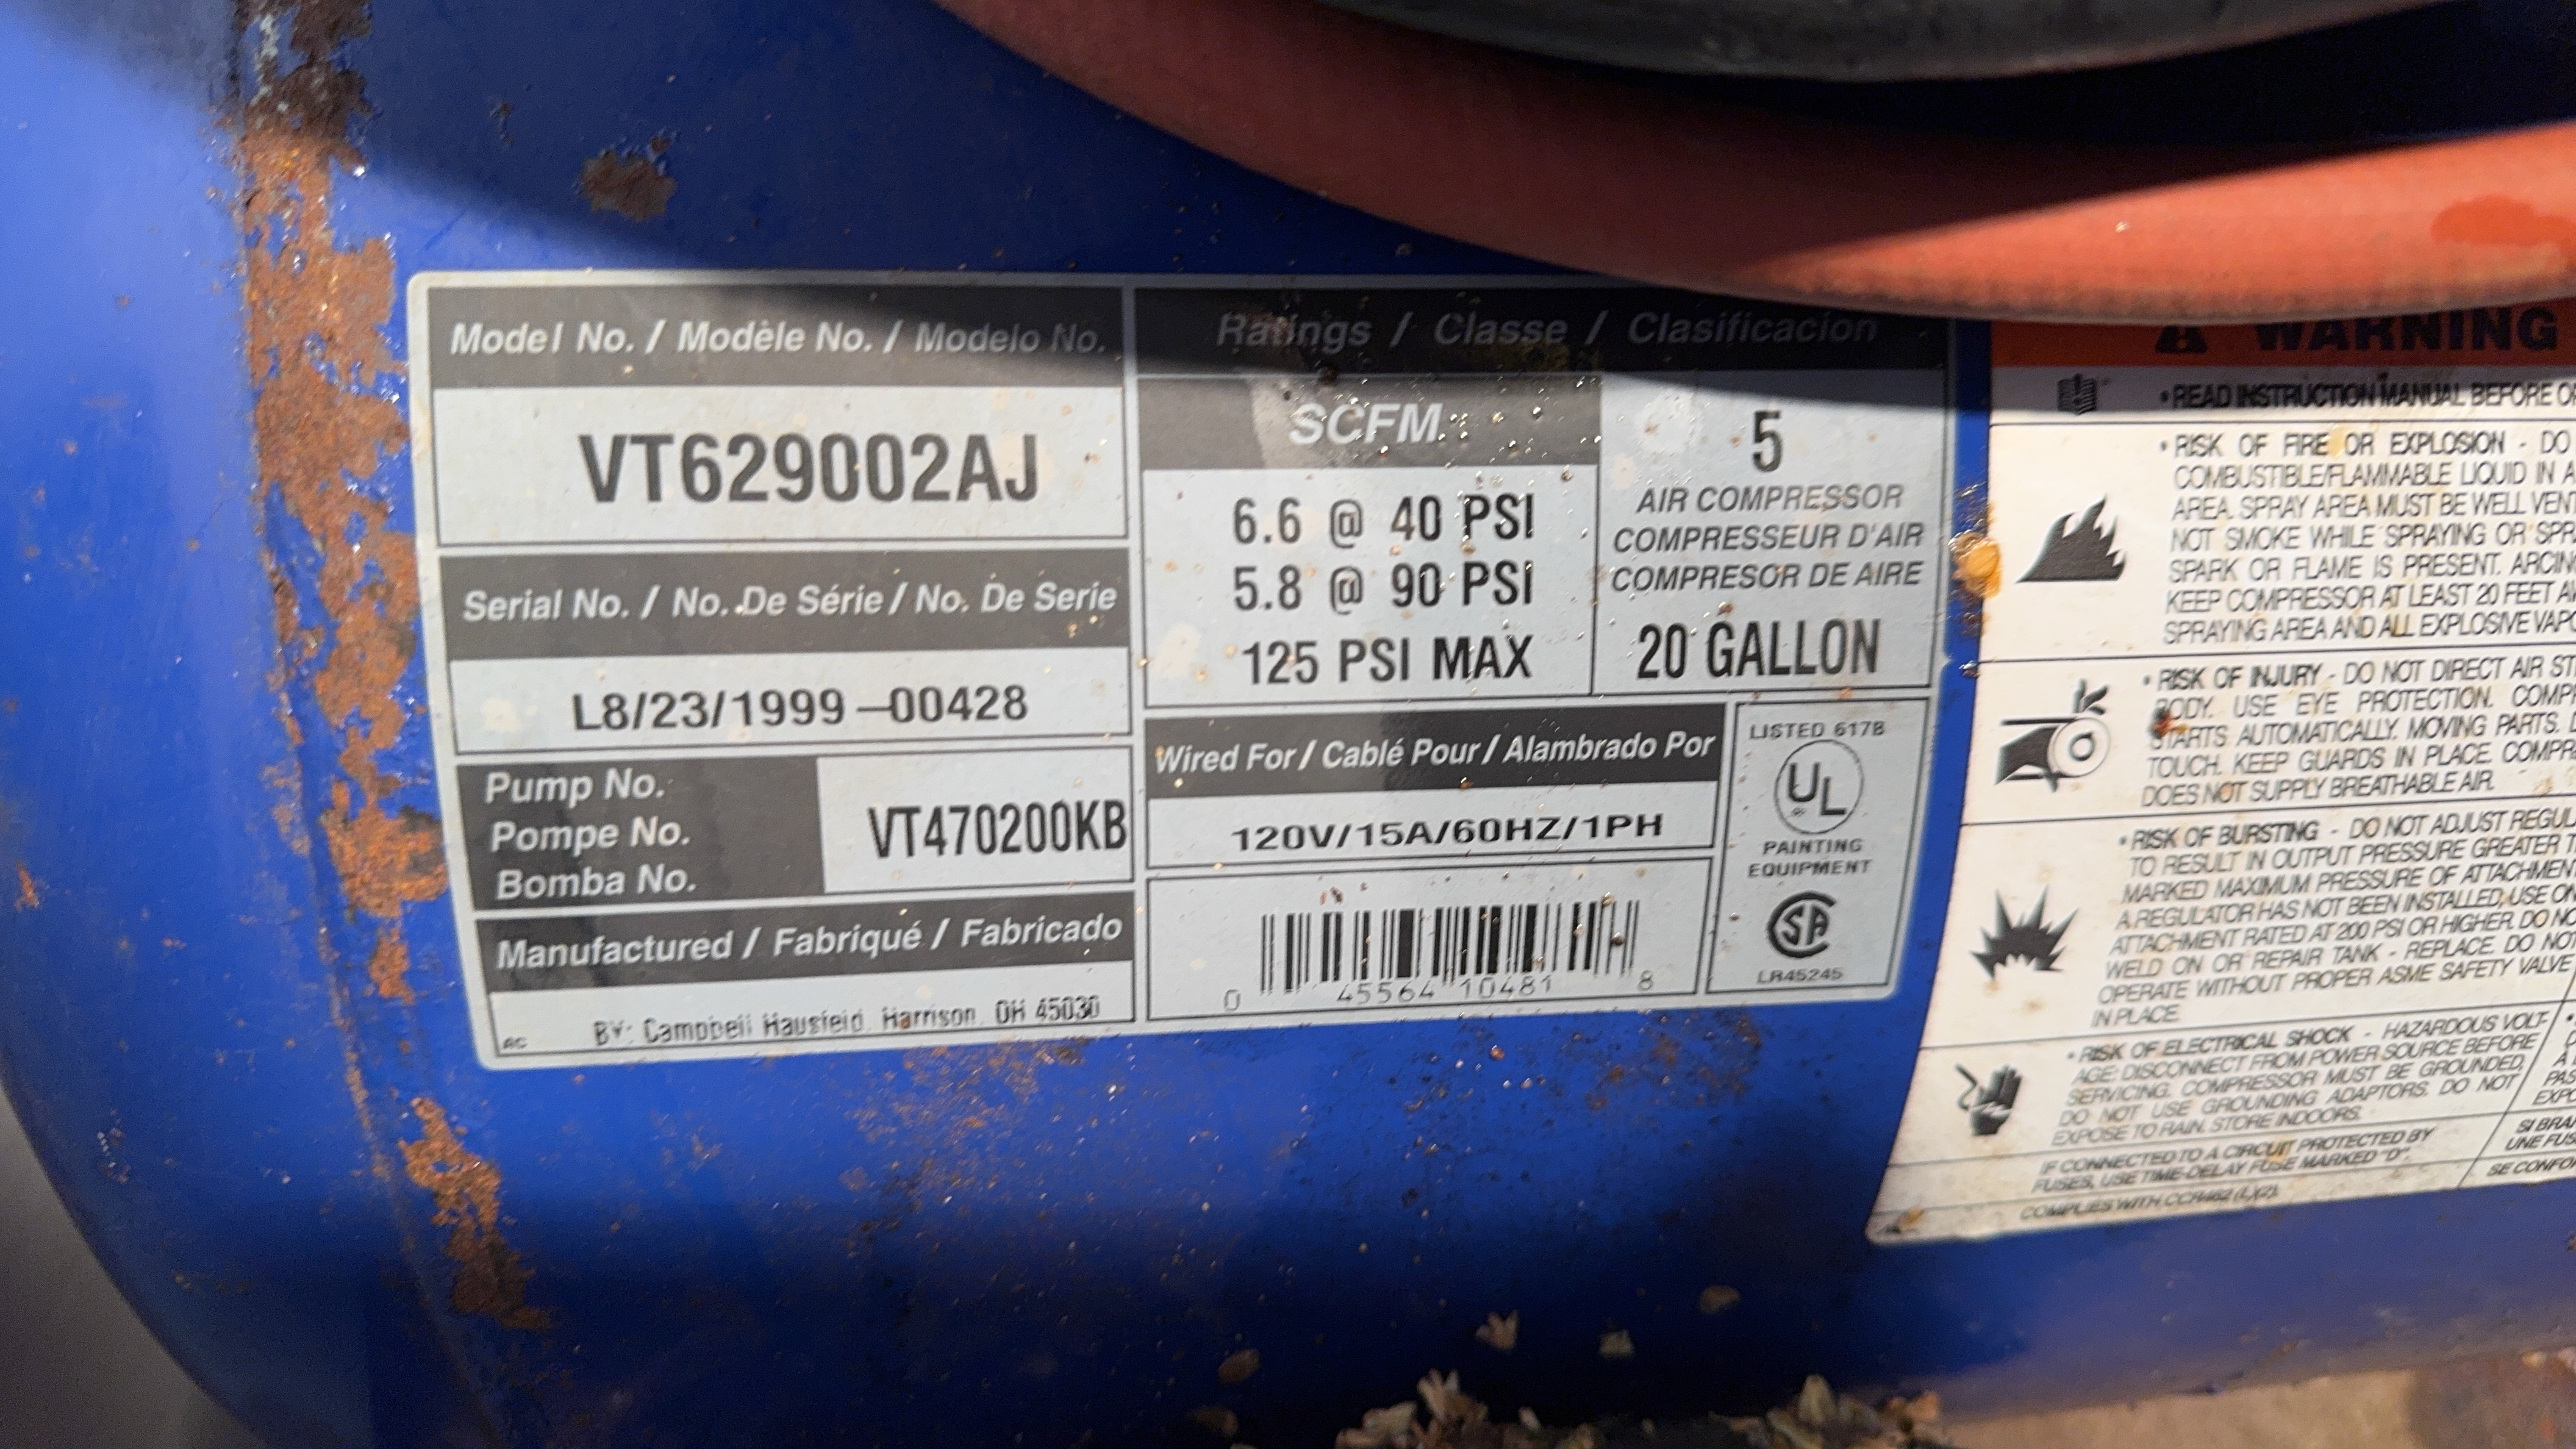 Model No. / Modèle No. / Modelo No.
VT629002AJ
Serial No. / No. De Série / No. De Serie
L8/23/1999-00428
Pump No.
Pompe No.
Bomba No.
VT470200KB
Manufactured / Fabriqué / Fabricado
BY: Campbell Hausfeld Harrison OH 45030
AC
Ratings / Classe / Clasificacion
SCFM
6.6 @ 40 PSI
5.8 @ 90 PSI
125 PSI MAX
5
AIR COMPRESSOR
COMPRESSEUR D'AIR
COMPRESOR DE AIRE
20 GALLON
Wired For / Cablé Pour / Alambrado Por
120V/15A/60HZ/1PH
0 45564 10481 8
LISTED 617B
UL
PAINTING
EQUIPMENT
SA
LR45245
WARNING
• READ INSTRUCTION MANUAL BEFORE
• RISK OF FIRE OR EXPLOSION - DO
COMBUSTIBLE/FLAMMABLE LIQUID IN A
AREA. SPRAY AREA MUST BE WELL
NOT SMOKE WHILE SPRAYING OR
SPARK OR FLAME IS PRESENT.
KEEP COMPRESSOR AT LEAST 20 FEET
SPRAYING AREA AND ALL EXPLOSIVE
• RISK OF INJURY - DO NOT DIRECT AIR
BODY. USE EYE PROTECTION.
STARTS AUTOMATICALLY. MOVING PARTS.
TOUCH. KEEP GUARDS IN PLACE.
DOES NOT SUPPLY BREATHABLE AIR.
• RISK OF BURSTING - DO NOT ADJUST
TO RESULT IN OUTPUT PRESSURE GREATER
MARKED MAXIMUM PRESSURE OF
A REGULATOR HAS NOT BEEN INSTALLED, USE
ATTACHMENT RATED AT 200 PSI OR HIGHER. DO
WELD ON OR REPAIR TANK - REPLACE. DO NOT
OPERATE WITHOUT PROPER ASME SAFETY VALVE
IN PLACE.
• RISK OF ELECTRICAL SHOCK - HAZARDOUS VOLT-
AGE: DISCONNECT FROM POWER SOURCE BEFORE
SERVICING. COMPRESSOR MUST BE GROUNDED.
DO NOT USE GROUNDING ADAPTORS. DO NOT
EXPOSE TO RAIN. STORE INDOORS.
IF CONNECTED TO A CIRCUIT PROTECTED BY
FUSES, USE TIME-DELAY FUSE MARKED "D".
COMPLIES WITH